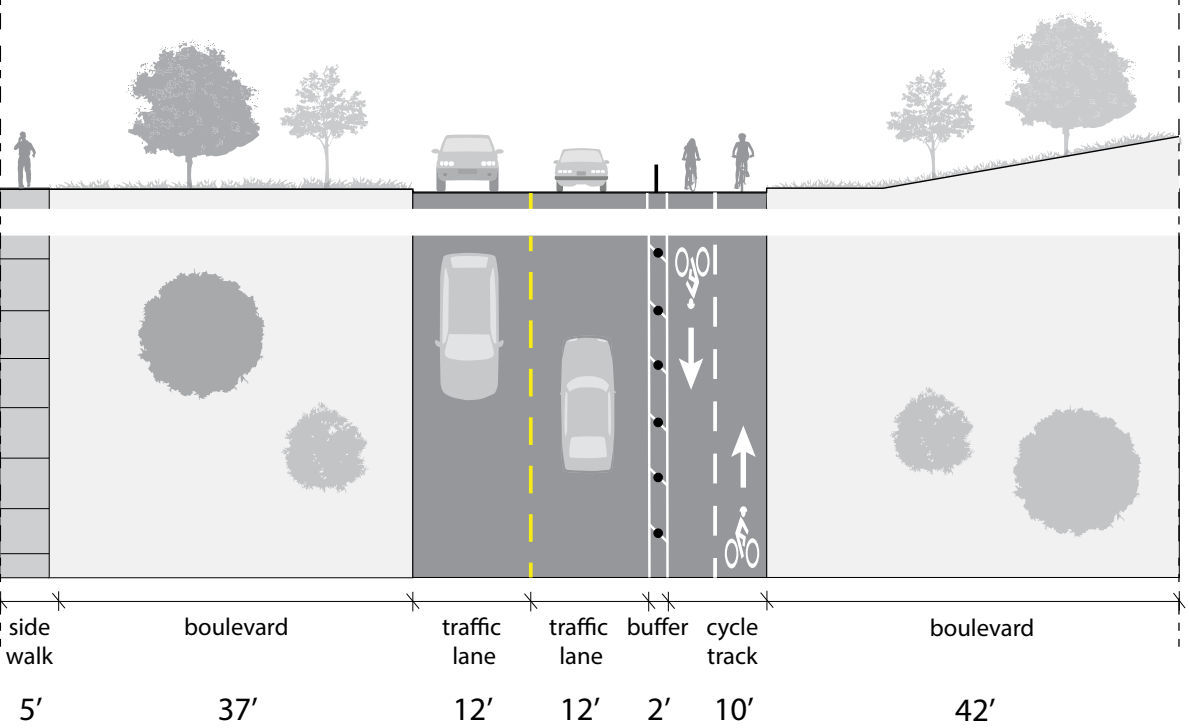 side
walk
boulevard
traffic
lane
traffic
lane
buffer
cycle
track
boulevard
5′
37′
12′
12′
2′
10′
42′